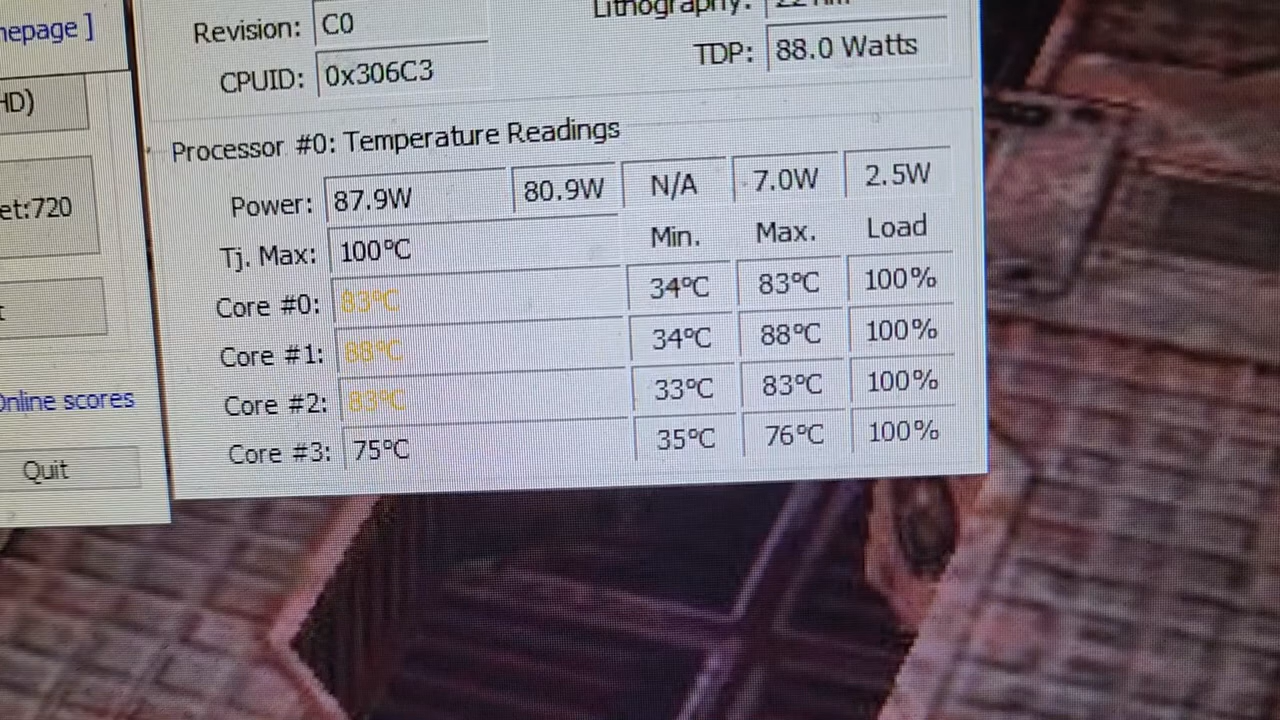 Lithography:
nepage ]
Revision: C0
TDP: 88.0 Watts
CPUID: 0x306C3
HD)
Processor #0: Temperature Readings
Power: 87.9W 80.9W N/A 7.0W 2.5W
et:720
Tj. Max: 100°C Min. Max. Load
Core #0: 83°C 34°C 83°C 100%
Core #1: 88°C 34°C 88°C 100%
Core #2: 83°C 33°C 83°C 100%
Online scores
Core #3: 75°C 35°C 76°C 100%
Quit